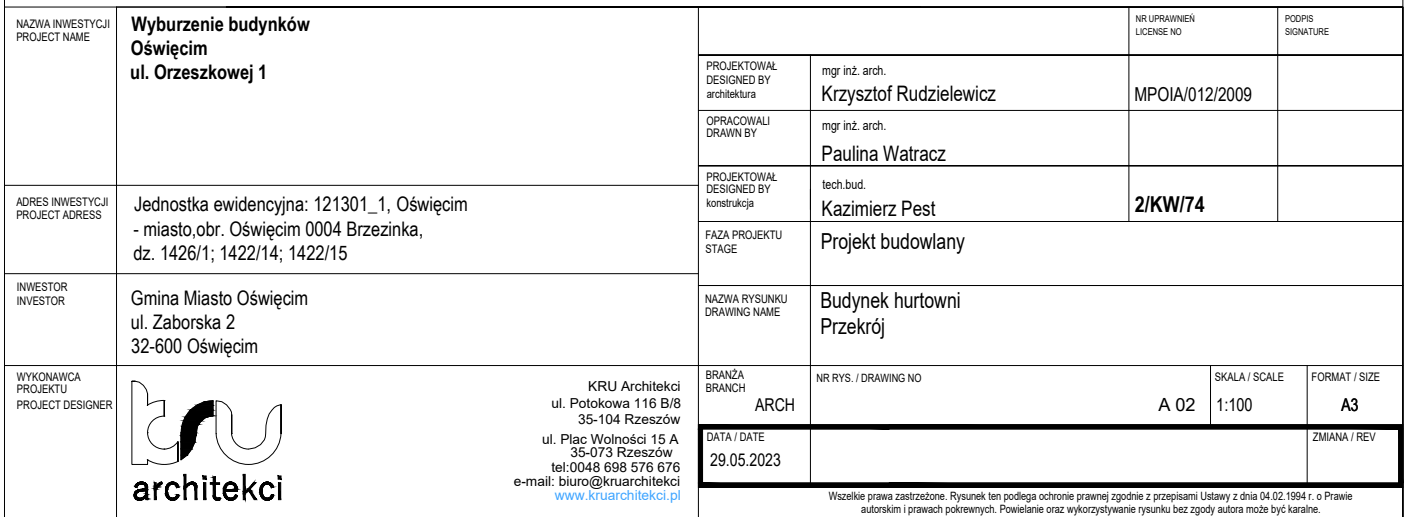 NAZWA INWESTYCJI
PROJECT NAME
Wyburzenie budynków
Oświęcim
ul. Orzeszkowej 1
ADRES INWESTYCJI
PROJECT ADRESS
Jednostka ewidencyjna: 121301_1, Oświęcim
- miasto,obr. Oświęcim 0004 Brzezinka,
dz. 1426/1; 1422/14; 1422/15
INWESTOR
INVESTOR
Gmina Miasto Oświęcim
ul. Zaborska 2
32-600 Oświęcim
WYKONAWCA
PROJEKTU
PROJECT DESIGNER
kru
architekci
KRU Architekci
ul. Potokowa 116 B/8
35-104 Rzeszów
ul. Plac Wolności 15 A
35-073 Rzeszów
tel:0048 698 576 676
e-mail: biuro@kruarchitekci
www.kruarchitekci.pl
NR UPRAWNIEŃ
LICENSE NO
PODPIS
SIGNATURE
PROJEKTOWAŁ
DESIGNED BY
architektura
mgr inż. arch.
Krzysztof Rudzielewicz
MPOIA/012/2009
OPRACOWALI
DRAWN BY
mgr inż. arch.
Paulina Watracz
PROJEKTOWAŁ
DESIGNED BY
konstrukcja
tech.bud.
Kazimierz Pest
2/KW/74
FAZA PROJEKTU
STAGE
Projekt budowlany
NAZWA RYSUNKU
DRAWING NAME
Budynek hurtowni
Przekrój
BRANŻA
BRANCH
ARCH
NR RYS. / DRAWING NO
A 02
SKALA / SCALE
1:100
FORMAT / SIZE
A3
DATA / DATE
29.05.2023
ZMIANA / REV
Wszelkie prawa zastrzeżone. Rysunek ten podlega ochronie prawnej zgodnie z przepisami Ustawy z dnia 04.02.1994 r. o Prawie
autorskim i prawach pokrewnych. Powielanie oraz wykorzystywanie rysunku bez zgody autora może być karalne.